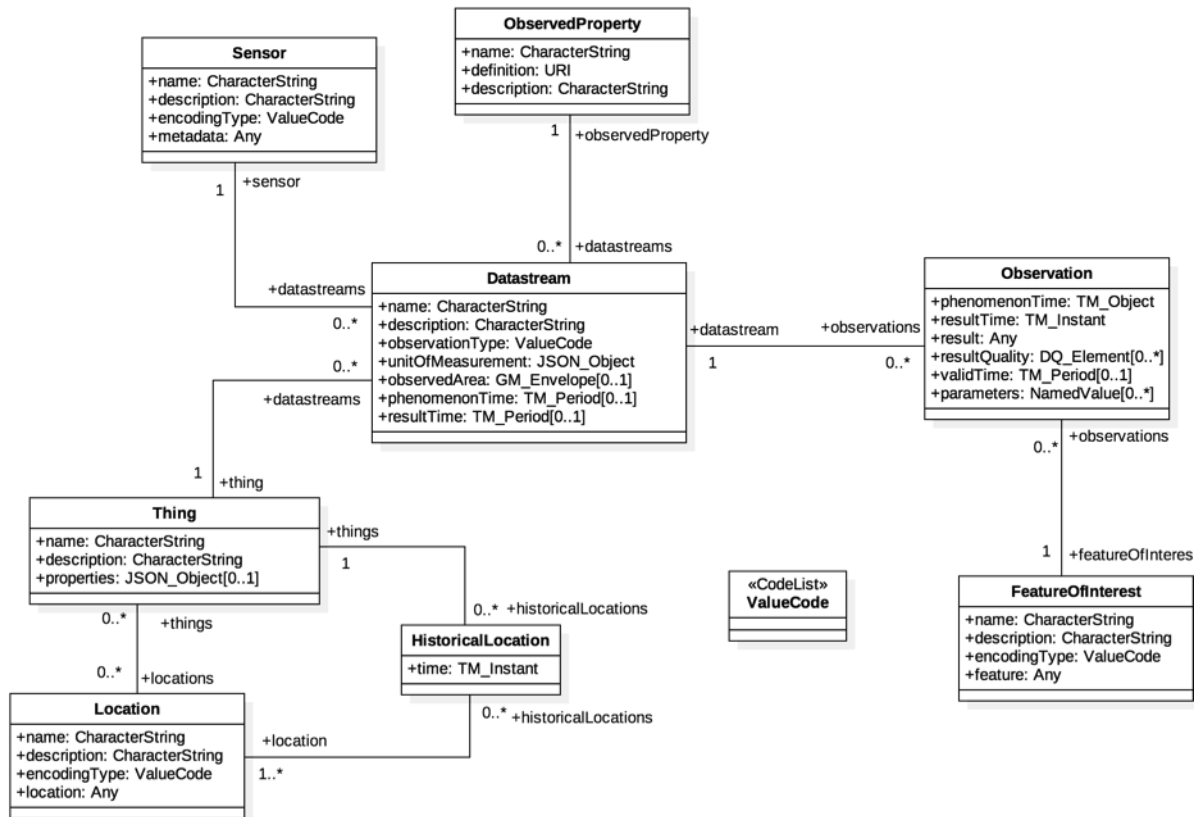 ObservedProperty
+name: CharacterString
+definition: URI
+description: CharacterString
Sensor
+name: CharacterString
+description: CharacterString
+encodingType: ValueCode
+metadata: Any
1
+observedProperty
1
+sensor
0..*
+datastreams
+datastreams
0..*
Datastream
+name: CharacterString
+description: CharacterString
+observationType: ValueCode
+unitOfMeasurement: JSON_Object
+observedArea: GM_Envelope[0..1]
+phenomenonTime: TM_Period[0..1]
+resultTime: TM_Period[0..1]
+datastream
1
+observations
0..*
Observation
+phenomenonTime: TM_Object
+resultTime: TM_Instant
+result: Any
+resultQuality: DQ_Element[0..*]
+validTime: TM_Period[0..1]
+parameters: NamedValue[0..*]
0..*
+datastreams
0..*
+observations
1
+thing
Thing
+name: CharacterString
+description: CharacterString
+properties: JSON_Object[0..1]
+things
1
1
+featureOfInteres
«CodeList»
ValueCode
FeatureOfInterest
+name: CharacterString
+description: CharacterString
+encodingType: ValueCode
+feature: Any
0..*
+things
0..*
+historicalLocations
HistoricalLocation
+time: TM_Instant
0..*
+locations
0..*
+historicalLocations
Location
+name: CharacterString
+description: CharacterString
+encodingType: ValueCode
+location: Any
+location
1..*